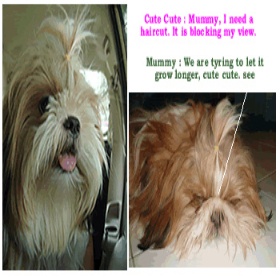 Cute Cute : Mummy, I need a
haircut. It is blocking my view.
Mummy : We are tyring to let it
grow longer, cute cute. see